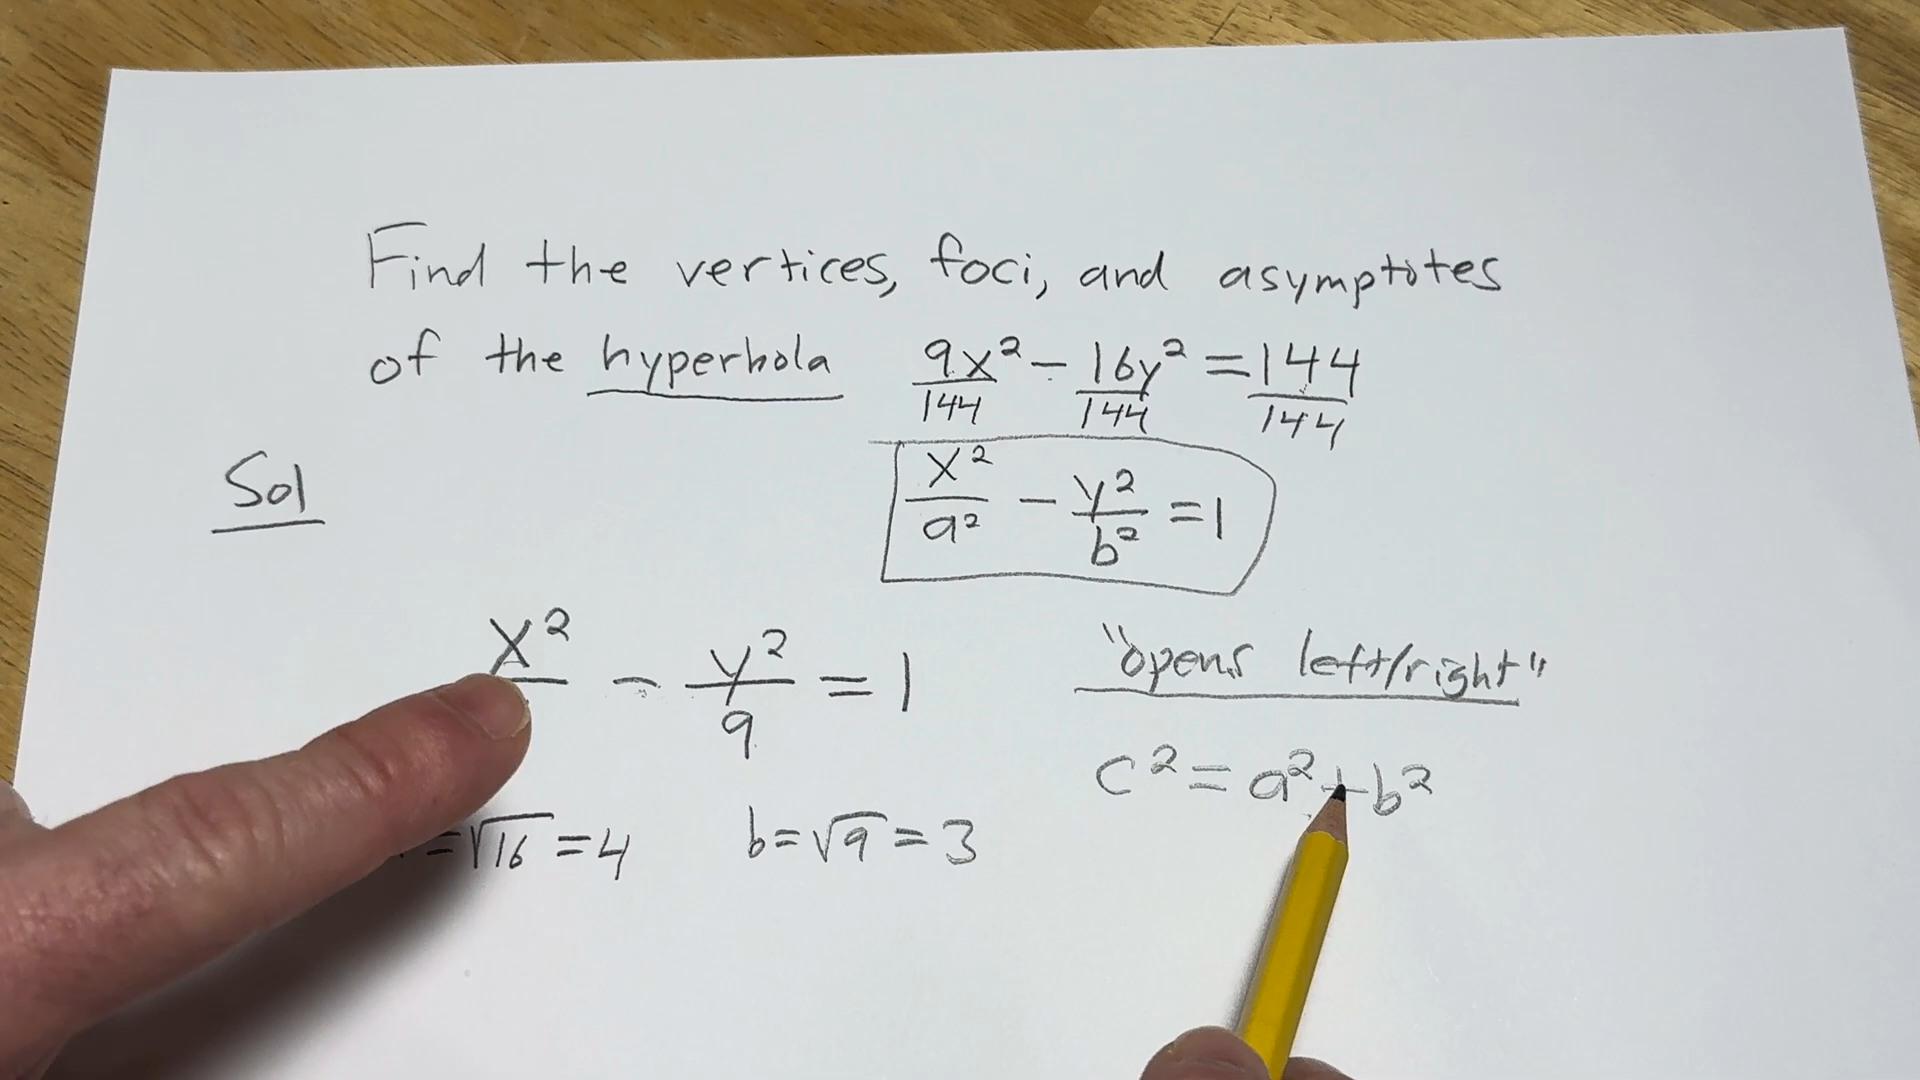 Find the vertices, foci, and asymptotes
of the hyperbola 9x²/144 − 16y²/144 = 144/144
Sol
x²/a² − y²/b² = 1
x² − y²/9 = 1
"opens left/right"
c² = a² + b²
= √16 = 4 b = √9 = 3